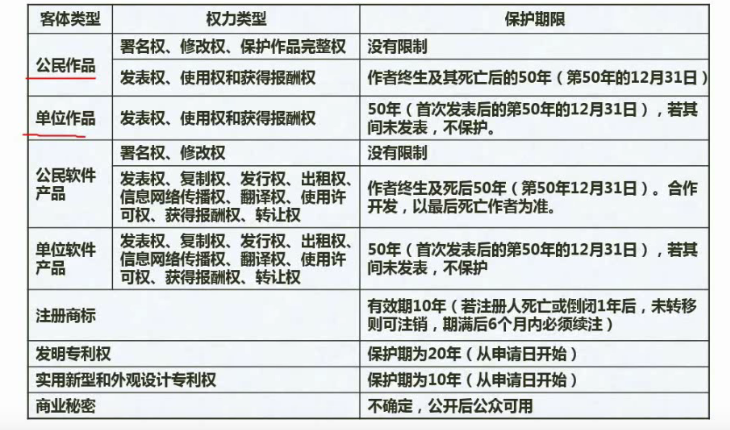 客体类型 权力类型 保护期限
公民作品
署名权、修改权、保护作品完整权 没有限制
发表权、使用权和获得报酬权 作者终生及其死亡后的50年（第50年的12月31日）
单位作品 发表权、使用权和获得报酬权
50年（首次发表后的第50年的12月31日），若其
间未发表，不保护。
公民软件
产品
署名权、修改权 没有限制
发表权、复制权、发行权、出租权、
信息网络传播权、翻译权、使用许
可权、获得报酬权、转让权
作者终生及死后50年（第50年12月31日）。合作
开发，以最后死亡作者为准。
单位软件
产品
发表权、复制权、发行权、出租权、
信息网络传播权、翻译权、使用许
可权、获得报酬权、转让权
50年（首次发表后的第50年的12月31日），若其
间未发表，不保护
注册商标
有效期10年（若注册人死亡或倒闭1年后，未转移
则可注销，期满后6个月内必须续注）
发明专利权 保护期为20年（从申请日开始）
实用新型和外观设计专利权 保护期为10年（从申请日开始）
商业秘密 不确定，公开后公众可用